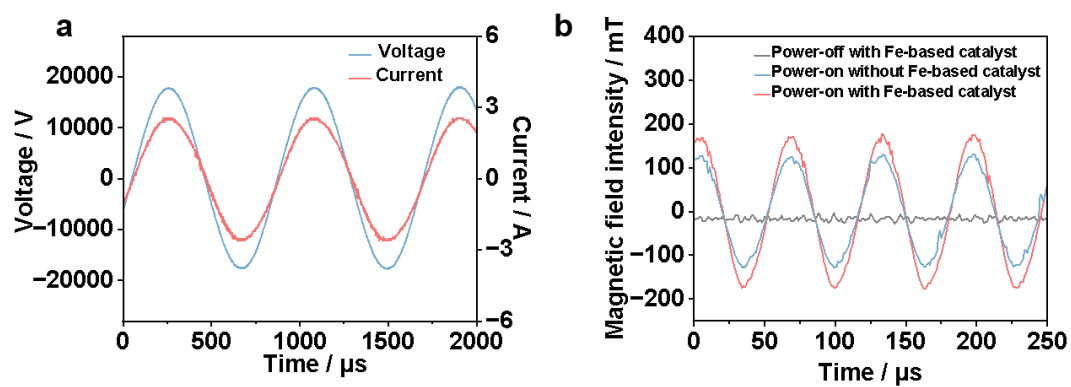 a
Voltage
Current
20000
10000
0
−10000
−20000
Voltage / V
6
3
0
−3
−6
Current / A
0
500
1000
1500
2000
Time / μs
b
Power-off with Fe-based catalyst
Power-on without Fe-based catalyst
Power-on with Fe-based catalyst
400
300
200
100
0
−100
−200
Magnetic field intensity / mT
0
50
100
150
200
250
Time / μs